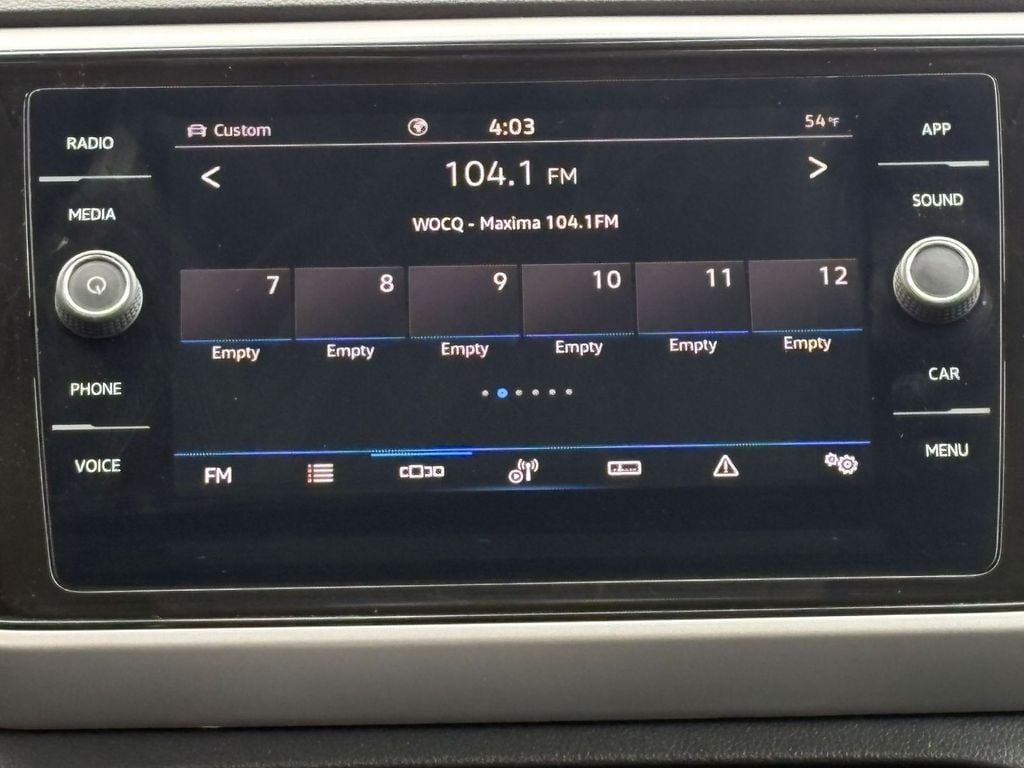 RADIO
MEDIA
PHONE
VOICE
Custom 4:03 54 °F
< 104.1 FM >
WOCQ - Maxima 104.1FM
7 8 9 10 11 12
Empty Empty Empty Empty Empty Empty
FM
APP
SOUND
CAR
MENU